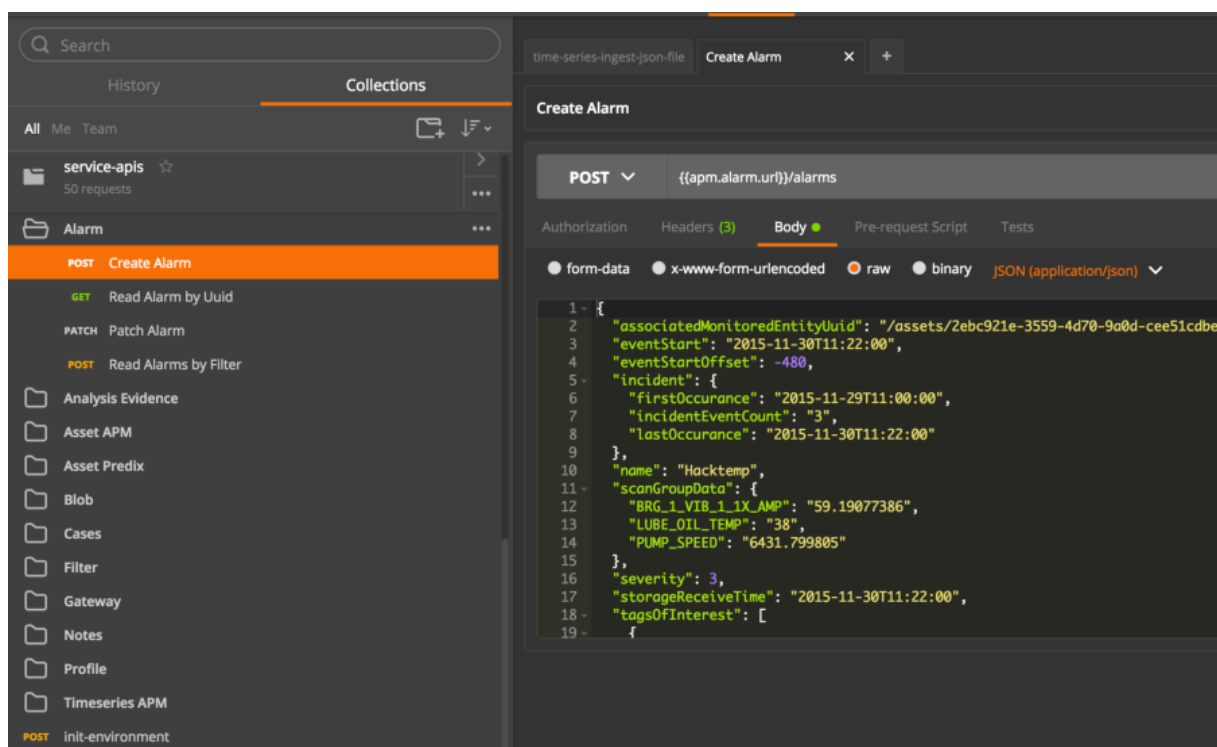 Search
History
Collections
All Me Team
service-apis
50 requests
Alarm
POST Create Alarm
GET Read Alarm by Uuid
PATCH Patch Alarm
POST Read Alarms by Filter
Analysis Evidence
Asset APM
Asset Predix
Blob
Cases
Filter
Gateway
Notes
Profile
Timeseries APM
POST init-environment
time-series-ingest-json-file
Create Alarm
Create Alarm
POST {{apm.alarm.url}}/alarms
Authorization Headers (3) Body Pre-request Script Tests
form-data x-www-form-urlencoded raw binary JSON (application/json)
1 {
2 "associatedMonitoredEntityUuid": "/assets/2ebc921e-3559-4d70-9a0d-cee51cdbe
3 "eventStart": "2015-11-30T11:22:00",
4 "eventStartOffset": -480,
5 "incident": {
6 "firstOccurance": "2015-11-29T11:00:00",
7 "incidentEventCount": "3",
8 "lastOccurance": "2015-11-30T11:22:00"
9 },
10 "name": "Hacktemp",
11 "scanGroupData": {
12 "BRG_1_VIB_1_1X_AMP": "59.19077386",
13 "LUBE_OIL_TEMP": "38",
14 "PUMP_SPEED": "6431.799805"
15 },
16 "severity": 3,
17 "storageReceiveTime": "2015-11-30T11:22:00",
18 "tagsOfInterest": [
19 {